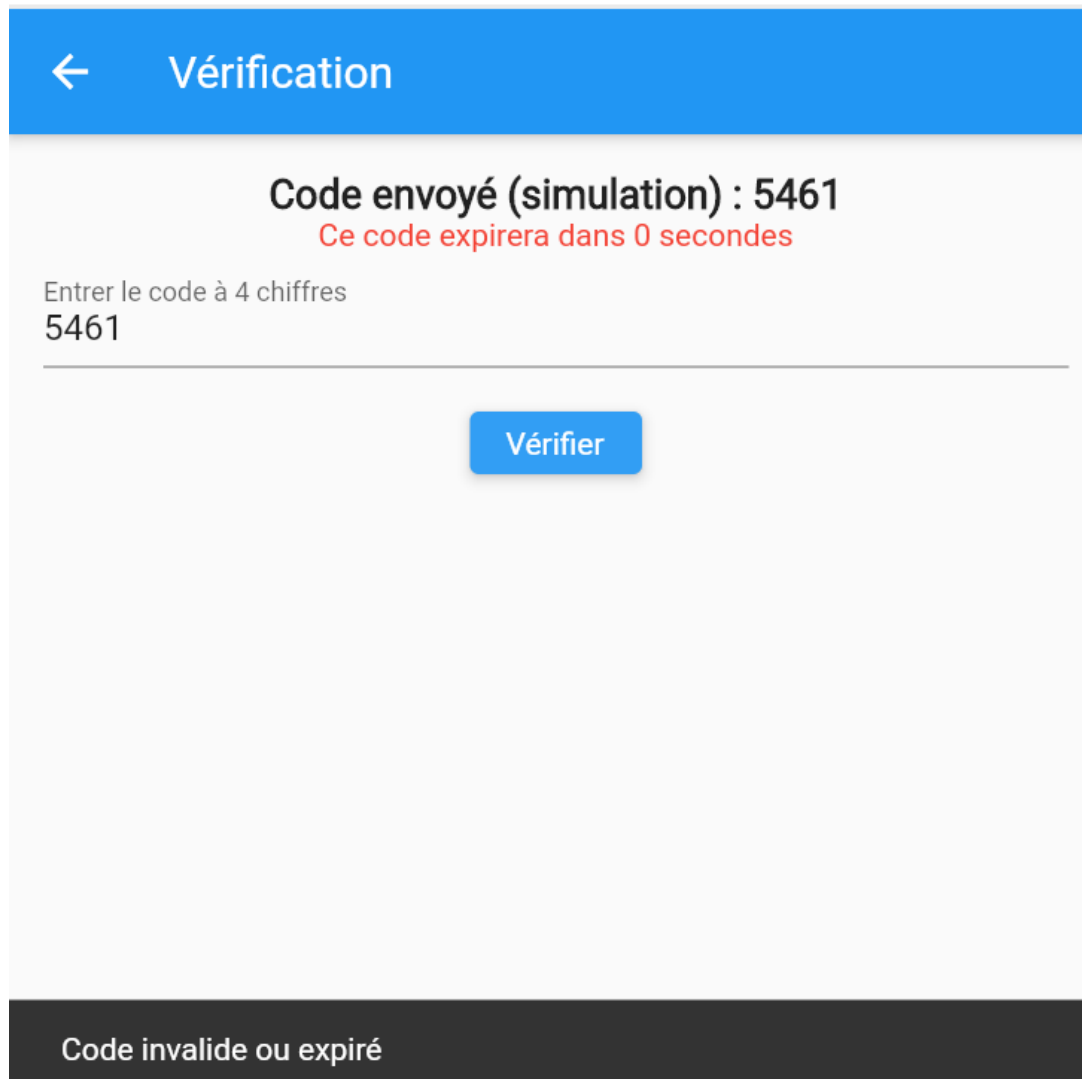 Vérification
Code envoyé (simulation) : 5461
Ce code expirera dans 0 secondes
Entrer le code à 4 chiffres
5461
Vérifier
Code invalide ou expiré